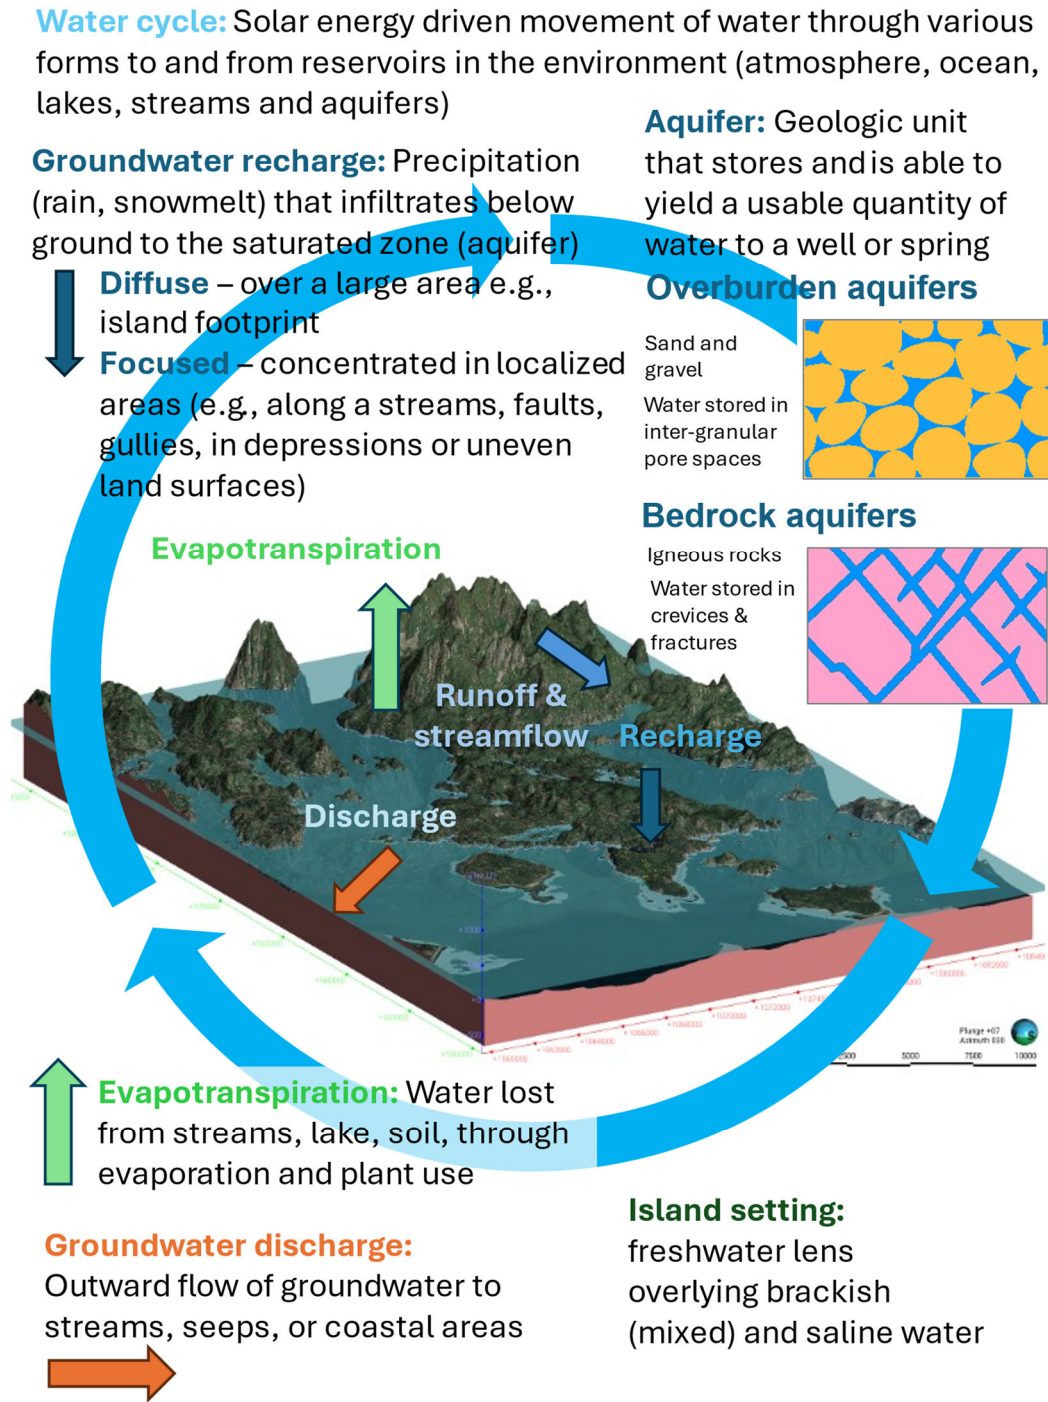 Water cycle: Solar energy driven movement of water through various
forms to and from reservoirs in the environment (atmosphere, ocean,
lakes, streams and aquifers)
Groundwater recharge: Precipitation
(rain, snowmelt) that infiltrates below
ground to the saturated zone (aquifer)
Diffuse – over a large area e.g.,
island footprint
Focused – concentrated in localized
areas (e.g., along a streams, faults,
gullies, in depressions or uneven
land surfaces)
Aquifer: Geologic unit
that stores and is able to
yield a usable quantity of
water to a well or spring
Overburden aquifers
Sand and
gravel
Water stored in
inter-granular
pore spaces
Bedrock aquifers
Igneous rocks
Water stored in
crevices &
fractures
Evapotranspiration
Runoff &
streamflow
Recharge
Discharge
Plunge +07
Azimuth 030
5000
7500
10000
Evapotranspiration: Water lost
from streams, lake, soil, through
evaporation and plant use
Groundwater discharge:
Outward flow of groundwater to
streams, seeps, or coastal areas
Island setting:
freshwater lens
overlying brackish
(mixed) and saline water